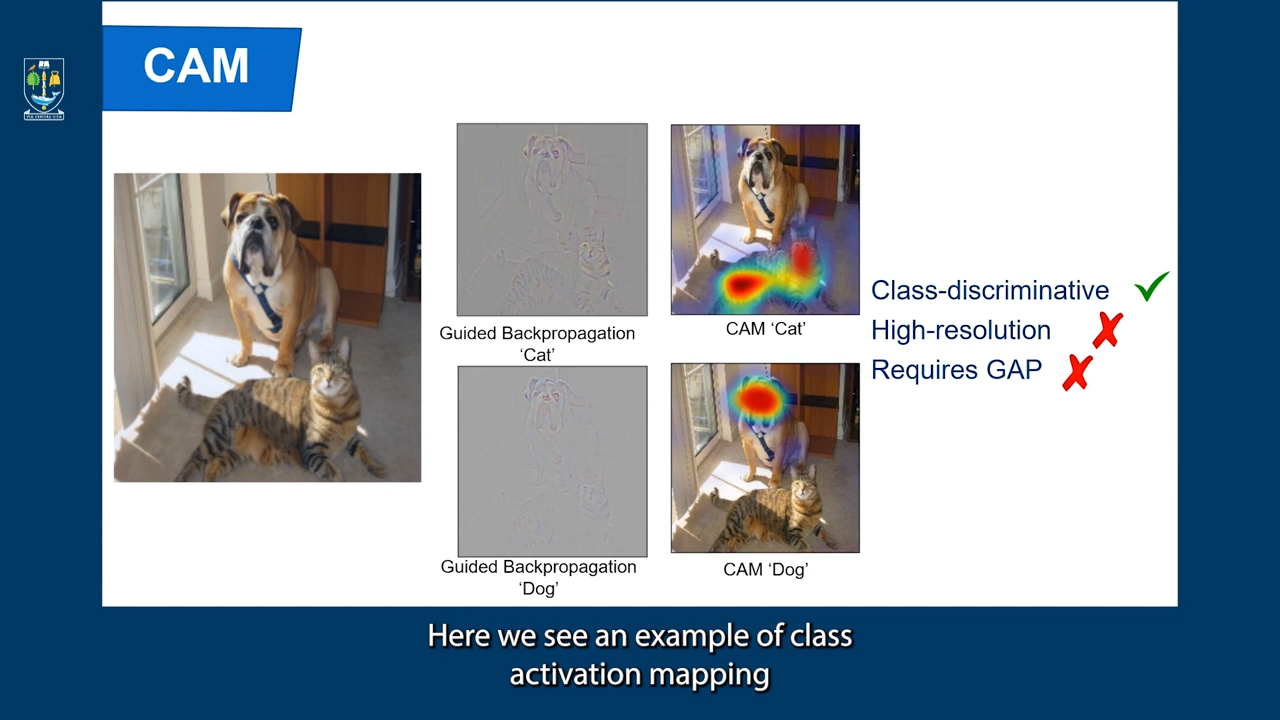 CAM
Guided Backpropagation
‘Cat’
CAM ‘Cat’
Class-discriminative
High-resolution
Requires GAP
Guided Backpropagation
‘Dog’
CAM ‘Dog’
Here we see an example of class
activation mapping